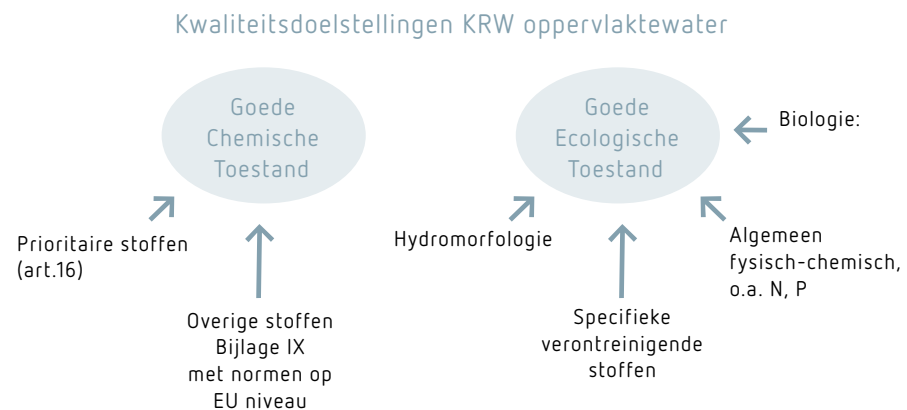 Kwaliteitsdoelstellingen KRW oppervlaktewater
Goede
Chemische
Toestand
Prioritaire stoffen
(art.16)
Overige stoffen
Bijlage IX
met normen op
EU niveau
Goede
Ecologische
Toestand
Biologie:
Hydromorfologie
Algemeen
fysisch-chemisch,
o.a. N, P
Specifieke
verontreinigende
stoffen